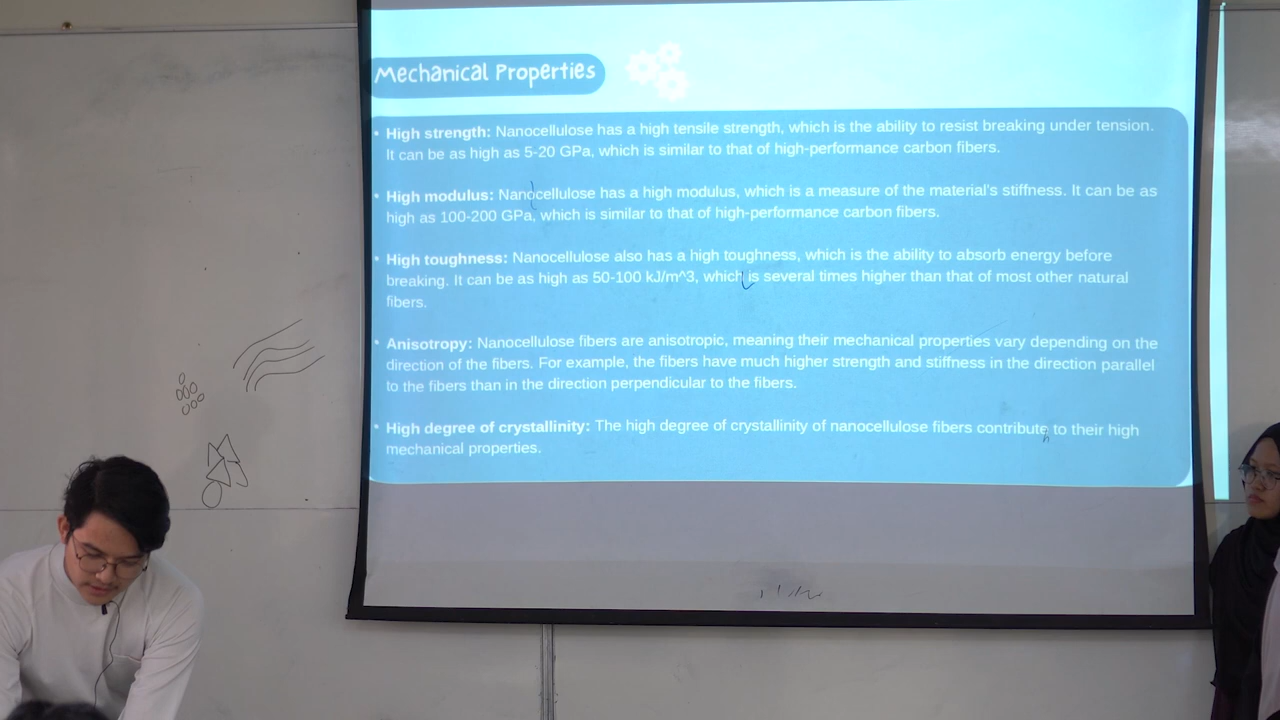 Mechanical Properties
• High strength: Nanocellulose has a high tensile strength, which is the ability to resist breaking under tension.
It can be as high as 5-20 GPa, which is similar to that of high-performance carbon fibers.
• High modulus: Nanocellulose has a high modulus, which is a measure of the material's stiffness. It can be as
high as 100-200 GPa, which is similar to that of high-performance carbon fibers.
• High toughness: Nanocellulose also has a high toughness, which is the ability to absorb energy before
breaking. It can be as high as 50-100 kJ/m^3, which is several times higher than that of most other natural
fibers.
• Anisotropy: Nanocellulose fibers are anisotropic, meaning their mechanical properties vary depending on the
direction of the fibers. For example, the fibers have much higher strength and stiffness in the direction parallel
to the fibers than in the direction perpendicular to the fibers.
• High degree of crystallinity: The high degree of crystallinity of nanocellulose fibers contribute to their high
mechanical properties.